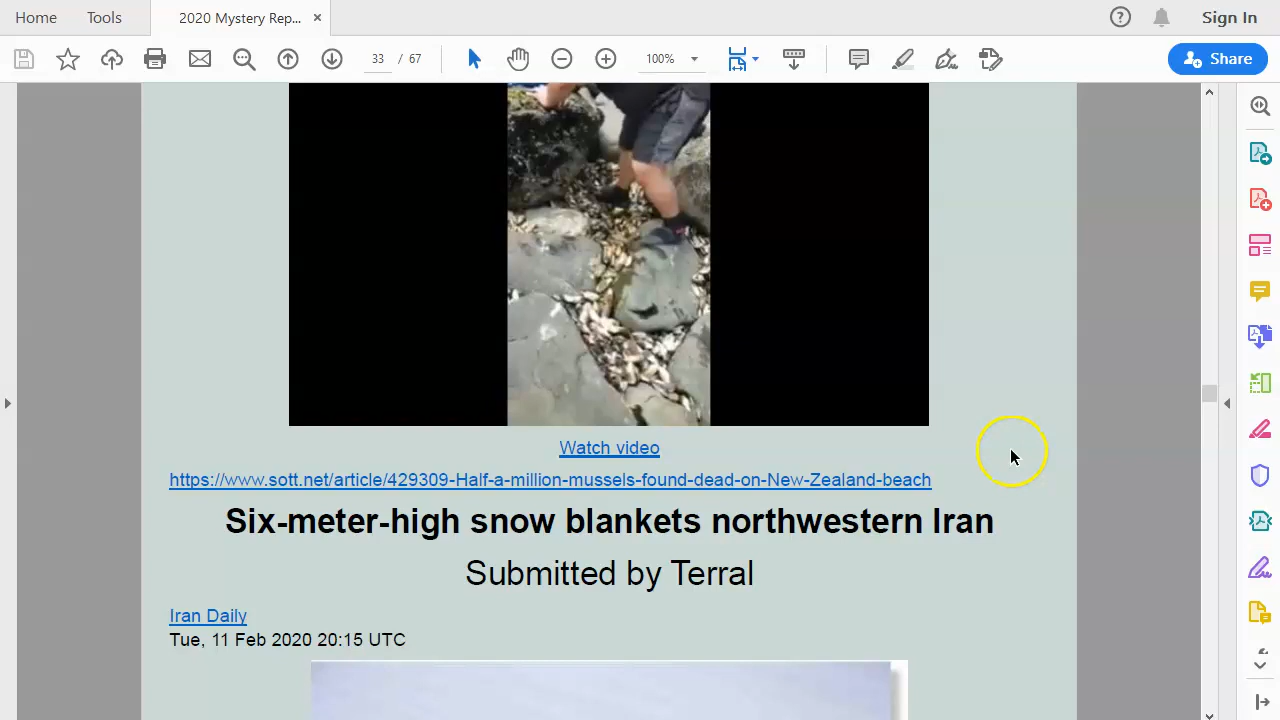 Home
Tools
2020 Mystery Rep... ×
Sign In
33 / 67
100%
Share
Watch video
https://www.sott.net/article/429309-Half-a-million-mussels-found-dead-on-New-Zealand-beach
Six-meter-high snow blankets northwestern Iran
Submitted by Terral
Iran Daily
Tue, 11 Feb 2020 20:15 UTC